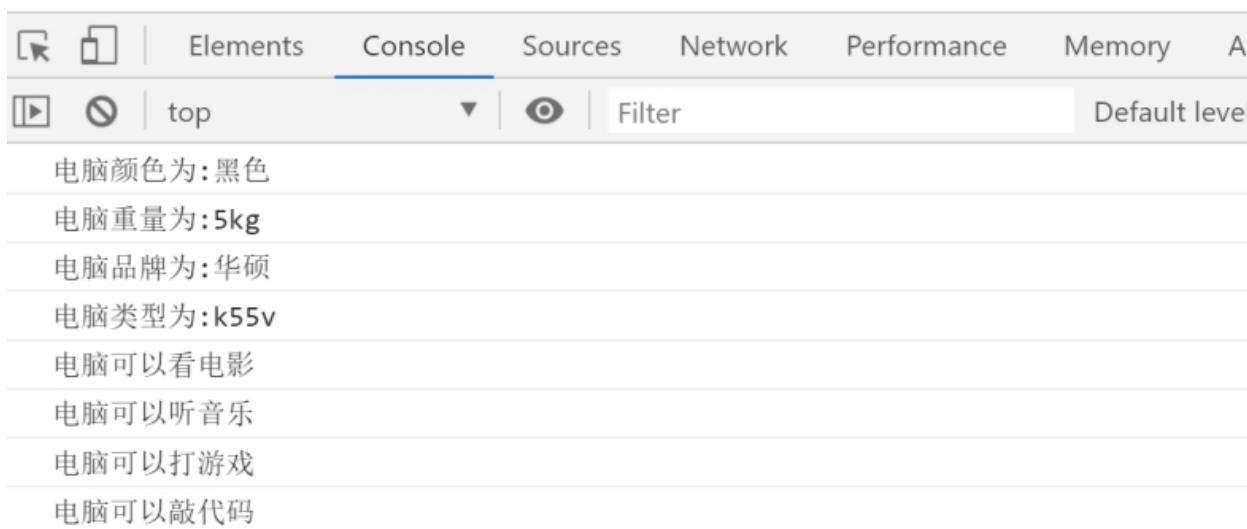 Elements Console Sources Network Performance Memory A
top Filter Default leve
电脑颜色为:黑色
电脑重量为:5kg
电脑品牌为:华硕
电脑类型为:k55v
电脑可以看电影
电脑可以听音乐
电脑可以打游戏
电脑可以敲代码